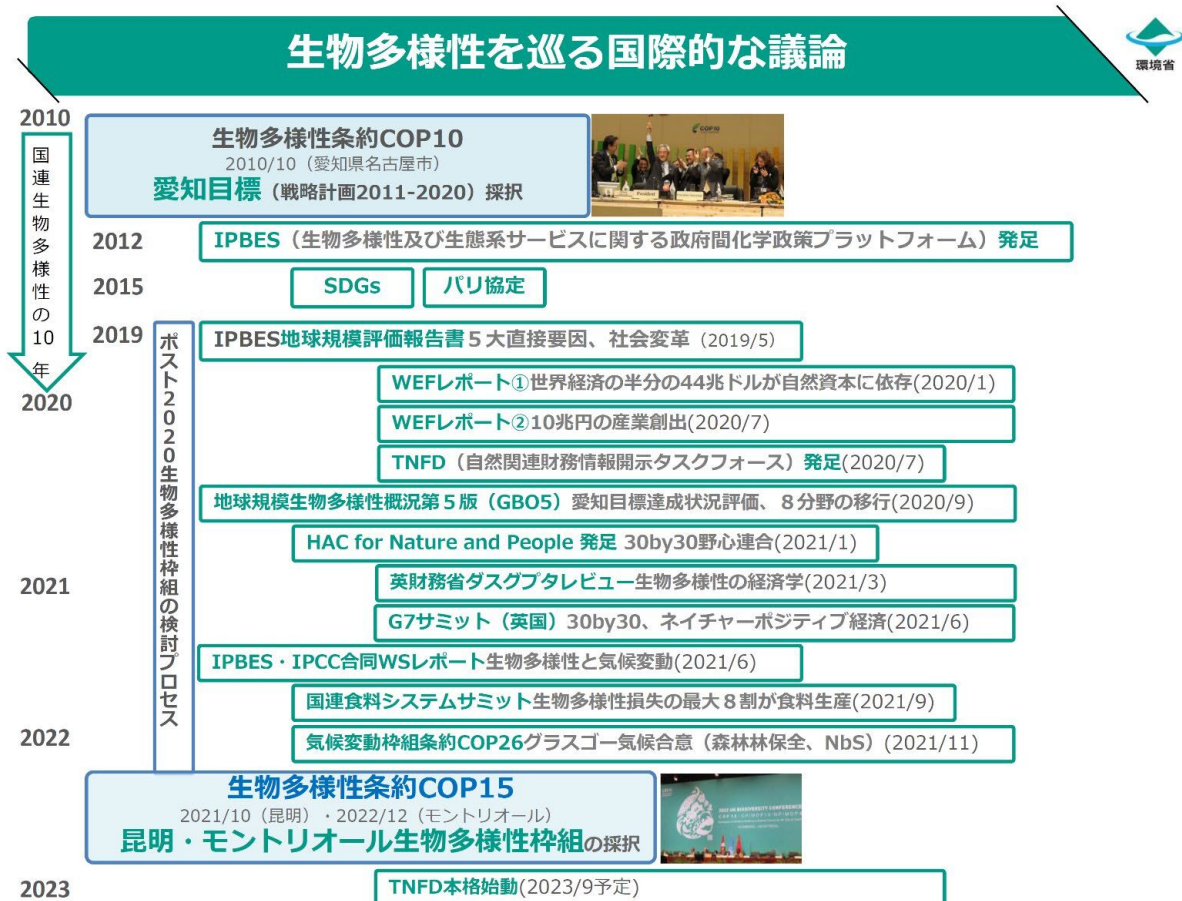 生物多様性を巡る国際的な議論
環境省
2010
国連生物多様性の10年
生物多様性条約COP10
2010/10（愛知県名古屋市）
愛知目標（戦略計画2011-2020）採択
COP10
2012
IPBES（生物多様性及び生態系サービスに関する政府間化学政策プラットフォーム）発足
2015
SDGs
パリ協定
2019
ポスト2020生物多様性枠組の検討プロセス
IPBES地球規模評価報告書５大直接要因、社会変革（2019/5）
WEFレポート①世界経済の半分の44兆ドルが自然資本に依存(2020/1)
2020
WEFレポート②10兆円の産業創出(2020/7)
TNFD（自然関連財務情報開示タスクフォース）発足(2020/7)
地球規模生物多様性概況第５版（GBO5）愛知目標達成状況評価、８分野の移行(2020/9)
HAC for Nature and People 発足 30by30野心連合(2021/1)
2021
英財務省ダスグプタレビュー生物多様性の経済学(2021/3)
G7サミット（英国）30by30、ネイチャーポジティブ経済(2021/6)
IPBES・IPCC合同WSレポート生物多様性と気候変動(2021/6)
国連食料システムサミット生物多様性損失の最大８割が食料生産(2021/9)
2022
気候変動枠組条約COP26グラスゴー気候合意（森林林保全、NbS）(2021/11)
生物多様性条約COP15
2021/10（昆明）・2022/12（モントリオール）
昆明・モントリオール生物多様性枠組の採択
2022 UN BIODIVERSITY CONFERENCE
2023
TNFD本格始動(2023/9予定)